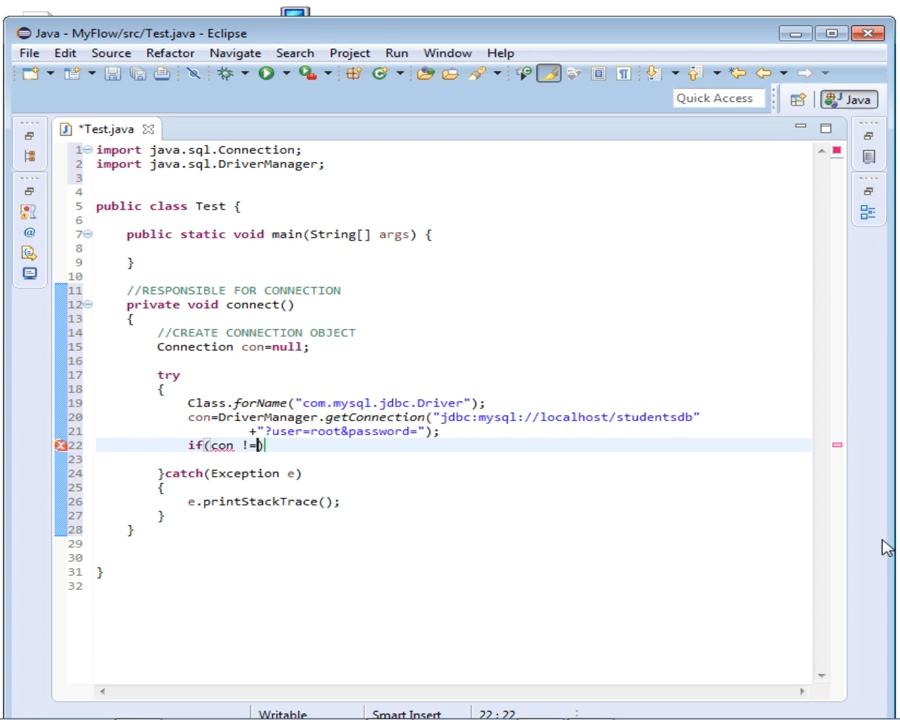 Java - MyFlow/src/Test.java - Eclipse
File Edit Source Refactor Navigate Search Project Run Window Help
Quick Access Java
*Test.java
1 import java.sql.Connection;
2 import java.sql.DriverManager;
3
4
5 public class Test {
6
7 public static void main(String[] args) {
8
9 }
10
11 //RESPONSIBLE FOR CONNECTION
12 private void connect()
13 {
14 //CREATE CONNECTION OBJECT
15 Connection con=null;
16
17 try
18 {
19 Class.forName("com.mysql.jdbc.Driver");
20 con=DriverManager.getConnection("jdbc:mysql://localhost/studentsdb"
21 +"?user=root&password=");
22 if(con !=)
23
24 }catch(Exception e)
25 {
26 e.printStackTrace();
27 }
28 }
29
30
31 }
32
Writable Smart Insert 22 : 22